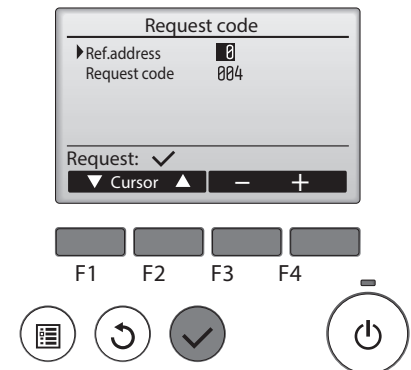 Request code
Ref.address 0
Request code 004
Request: ✓
▼ Cursor ▲ − +
F1 F2 F3 F4